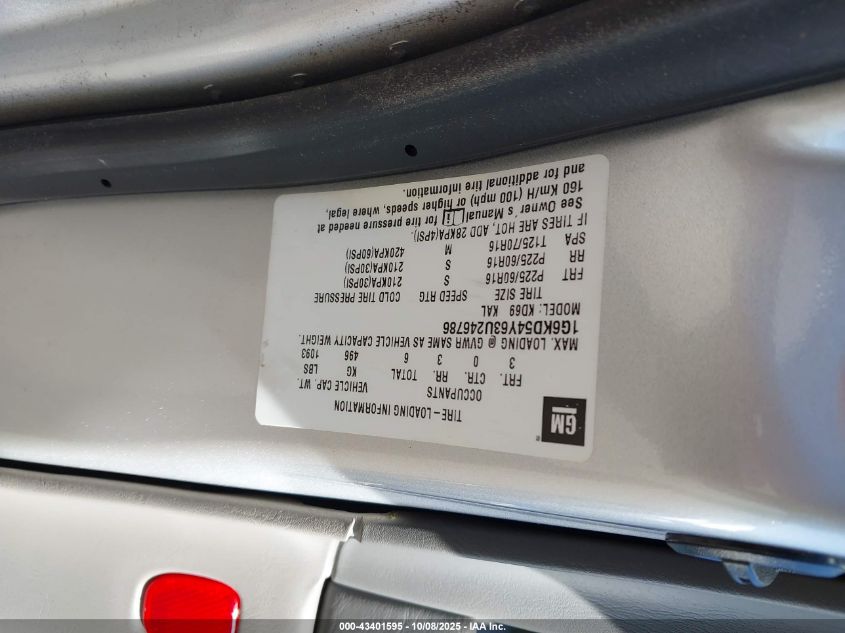 GM
TIRE-LOADING INFORMATION
OCCUPANTS VEHICLE CAP. WT.
FRT. CTR. RR. TOTAL KG LBS
3 0 3 6 496 1093
MAX. LOADING @ GVWR SAME AS VEHICLE CAPACITY WEIGHT.
1G6KD54Y63U246786
MODEL: KD69 KAL
TIRE SIZE SPEED RTG COLD TIRE PRESSURE
FRT P225/60R16 S 210KPA(30PSI)
RR P225/60R16 S 210KPA(30PSI)
SPA T125/70R16 M 420KPA(60PSI)
IF TIRES ARE HOT, ADD 28KPA(4PSI).
See Owner's Manual for tire pressure needed at
160 Km/H (100 mph) or higher speeds, where legal,
and for additional tire information.
000-43401595 - 10/08/2025 - IAA Inc.